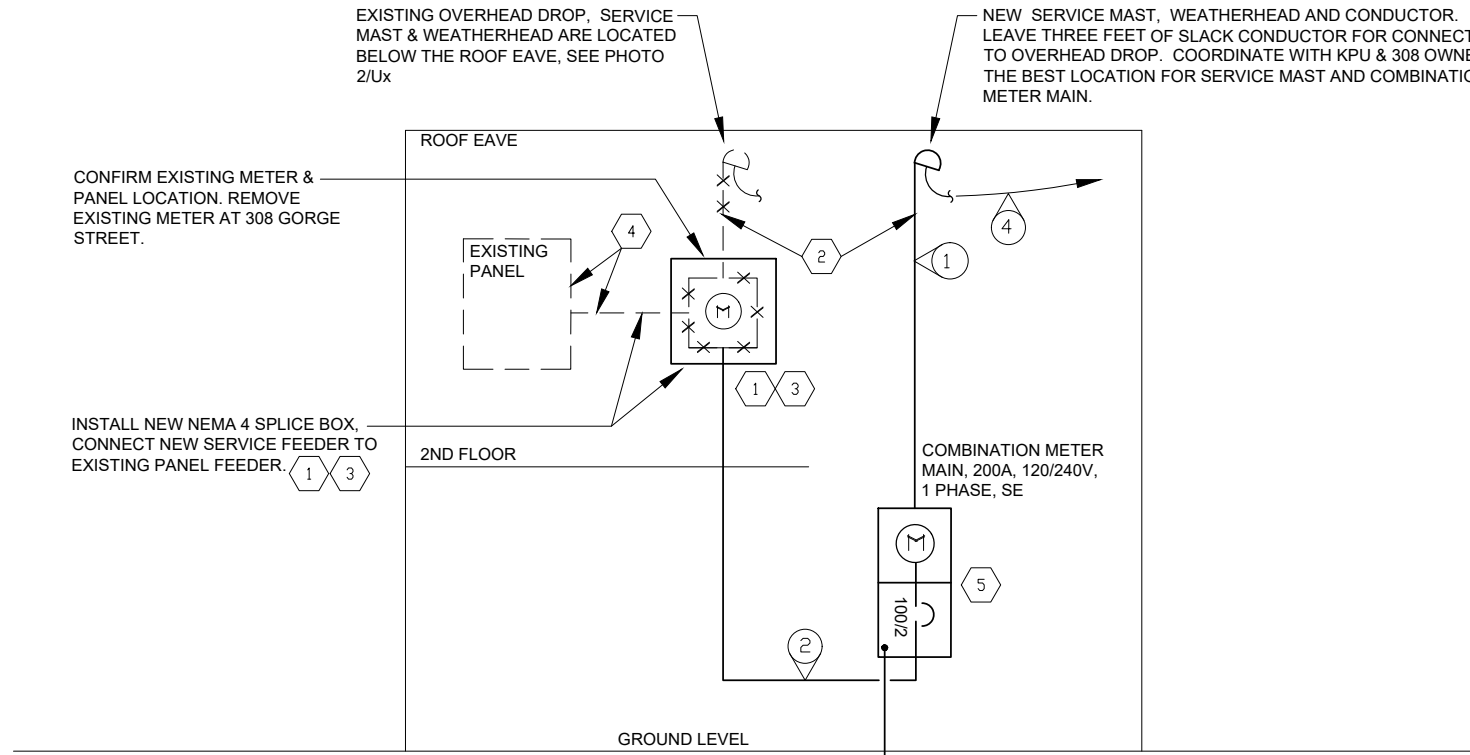 EXISTING OVERHEAD DROP, SERVICE
MAST & WEATHERHEAD ARE LOCATED
BELOW THE ROOF EAVE, SEE PHOTO
2/Ux
NEW SERVICE MAST, WEATHERHEAD AND CONDUCTOR.
LEAVE THREE FEET OF SLACK CONDUCTOR FOR CONNECT
TO OVERHEAD DROP. COORDINATE WITH KPU & 308 OWNE
THE BEST LOCATION FOR SERVICE MAST AND COMBINATIO
METER MAIN.
ROOF EAVE
CONFIRM EXISTING METER &
PANEL LOCATION. REMOVE
EXISTING METER AT 308 GORGE
STREET.
4
4
EXISTING
PANEL
2
1
M
1 3
INSTALL NEW NEMA 4 SPLICE BOX,
CONNECT NEW SERVICE FEEDER TO
EXISTING PANEL FEEDER.
1 3
2ND FLOOR
COMBINATION METER
MAIN, 200A, 120/240V,
1 PHASE, SE
M
5
100/2
2
GROUND LEVEL